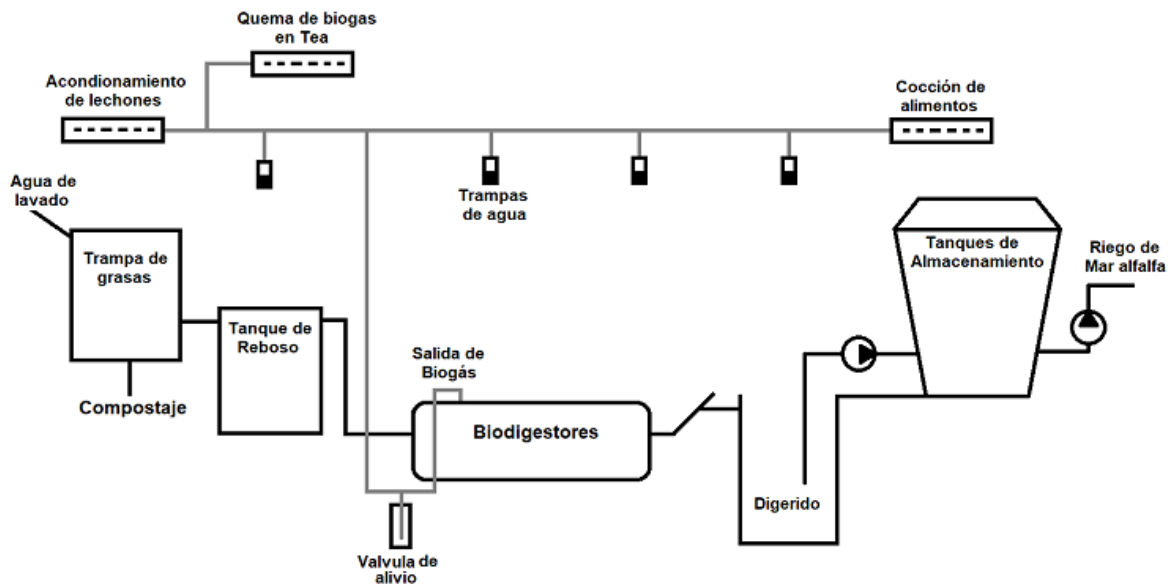 Quema de biogas
en Tea
Acondionamiento
de lechones
Cocción de
alimentos
Trampas
de agua
Agua de
lavado
Trampa de
grasas
Tanques de
Almacenamiento
Riego de
Mar alfalfa
Tanque de
Reboso
Salida de
Biogás
Compostaje
Biodigestores
Digerido
Valvula de
alivio